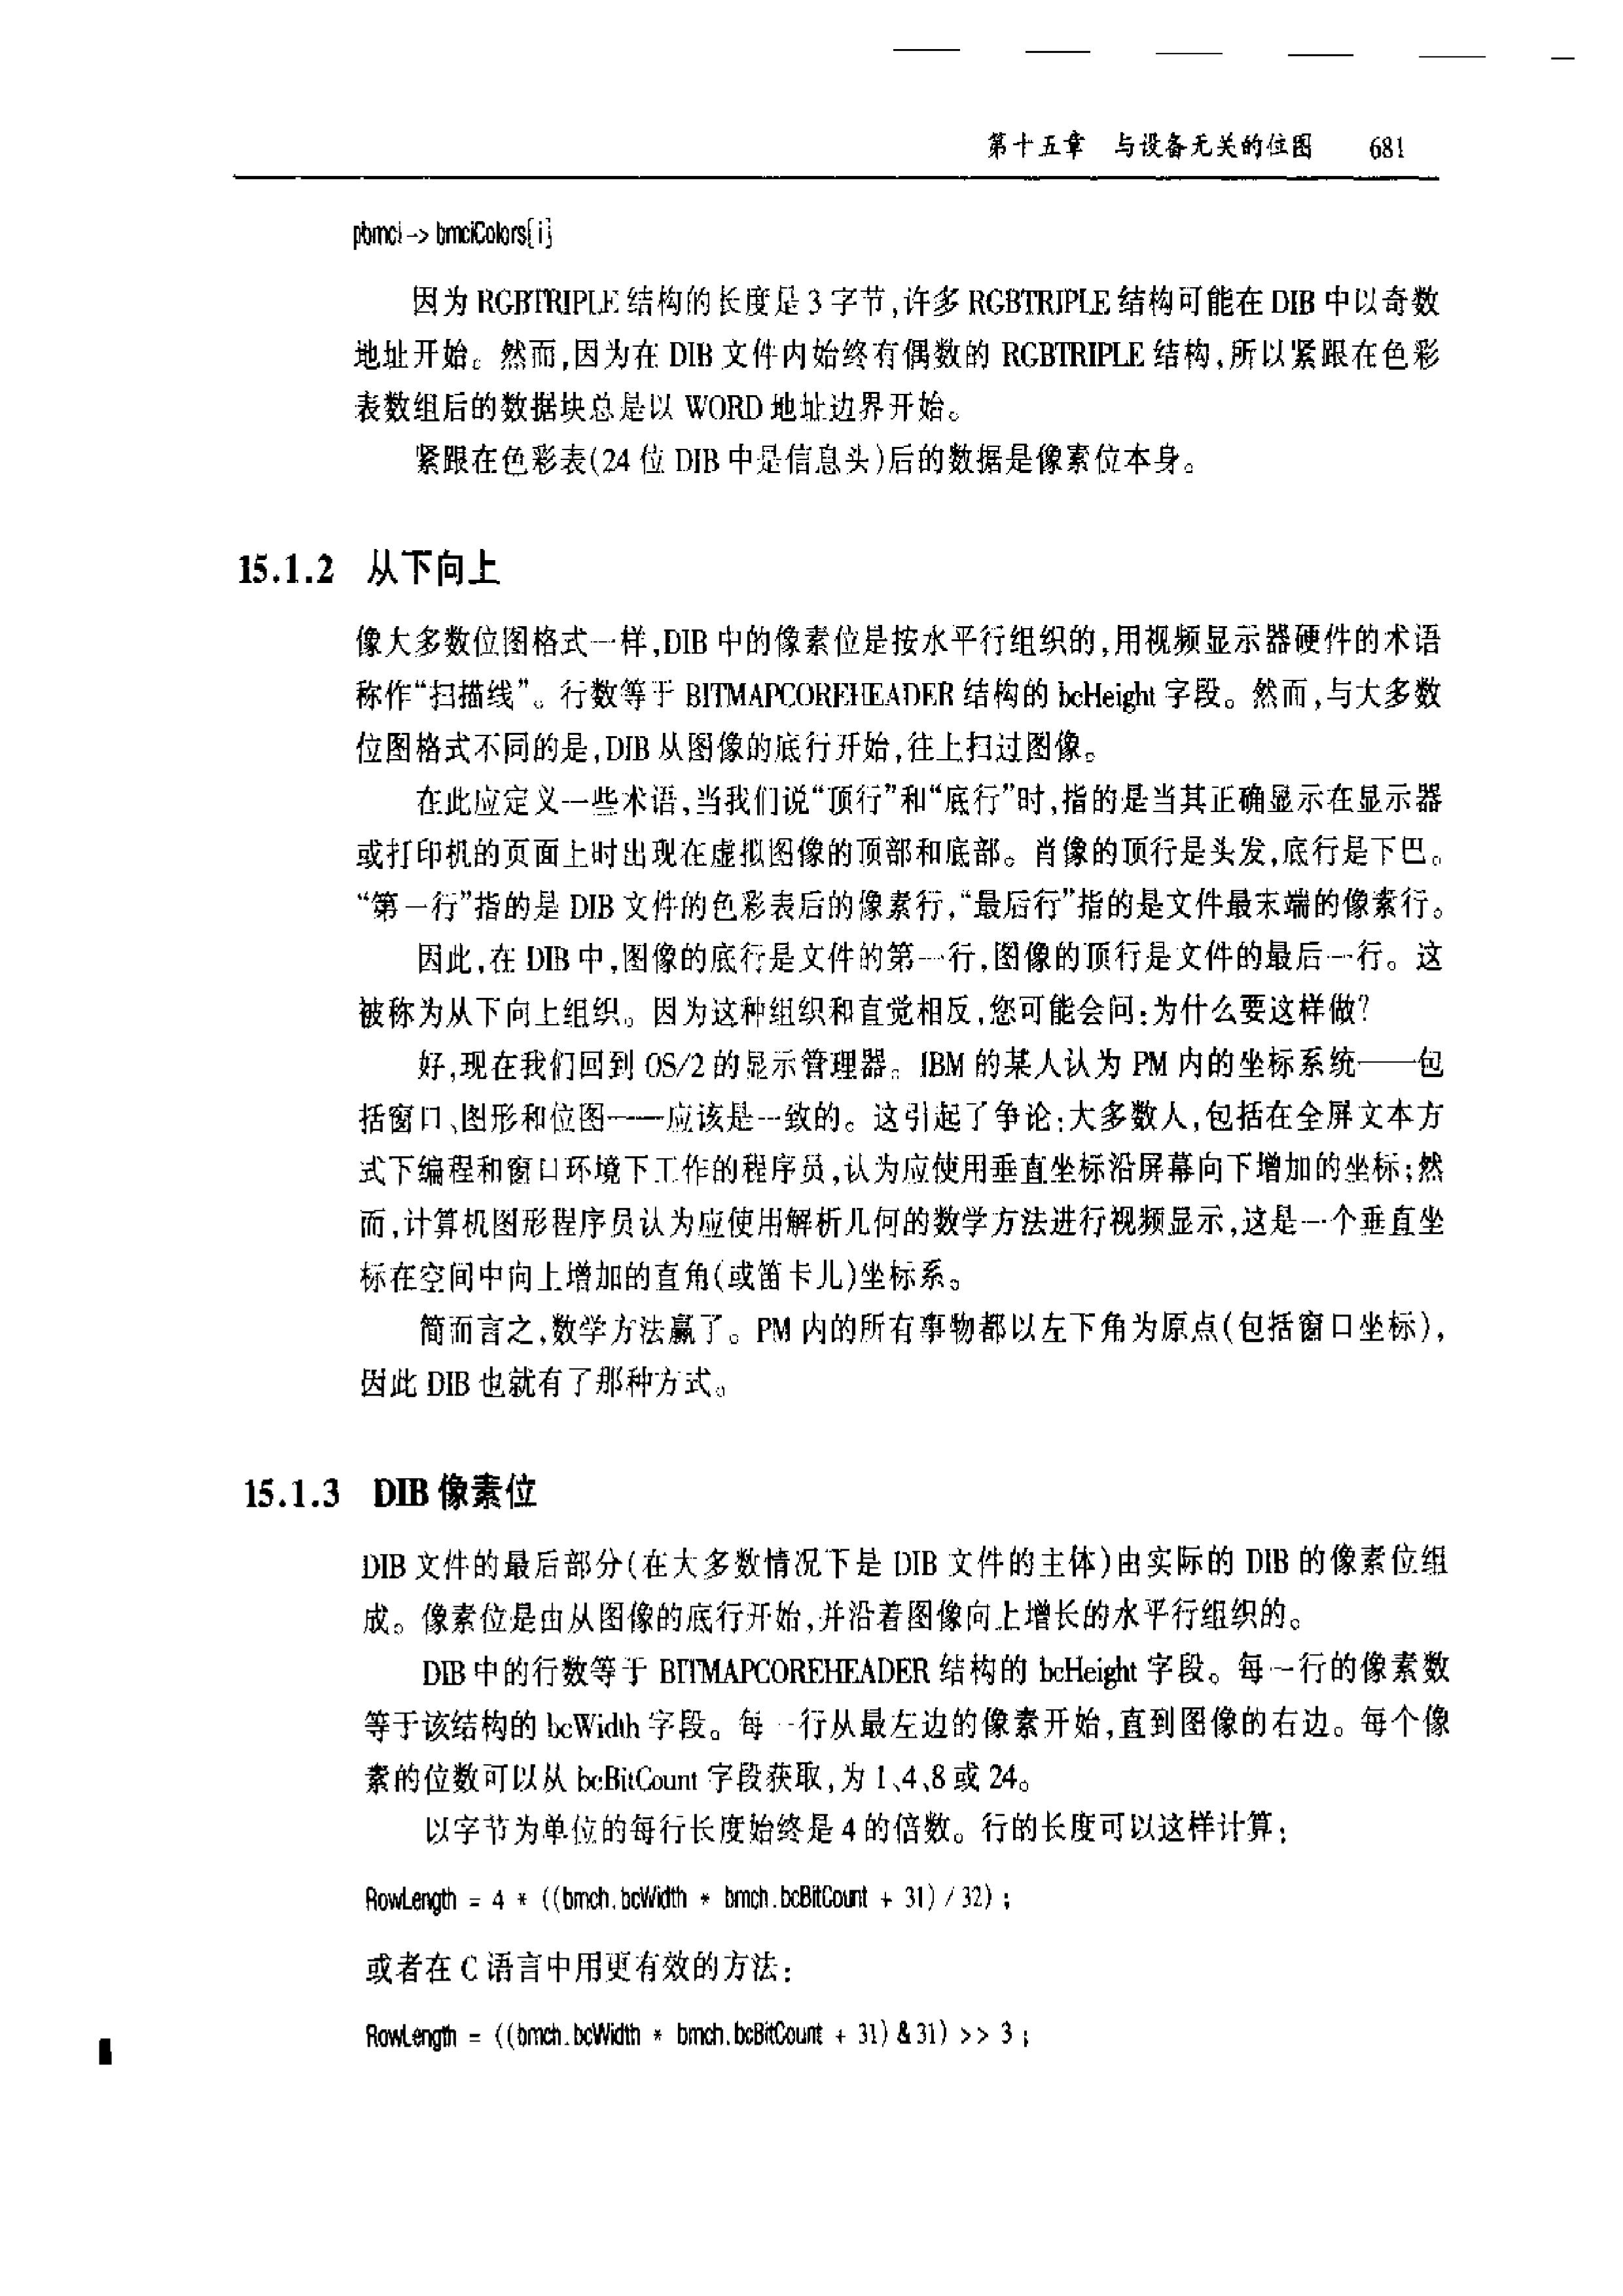 第十五章 与设备无关的位图 681
pbmci -> bmciColors[i]
因为 RGBTRIPLE 结构的长度是 3 字节,许多 RGBTRIPLE 结构可能在 DIB 中以奇数
地址开始。然而,因为在 DIB 文件内始终有偶数的 RGBTRIPLE 结构,所以紧跟在色彩
表数组后的数据块总是以 WORD 地址边界开始。
紧跟在色彩表(24 位 DIB 中是信息头)后的数据是像素位本身。
15.1.2 从下向上
像大多数位图格式一样,DIB 中的像素位是按水平行组织的,用视频显示器硬件的术语
称作“扫描线”。行数等于 BITMAPCOREHEADER 结构的 bcHeight 字段。然而,与大多数
位图格式不同的是,DIB 从图像的底行开始,往上扫过图像。
在此应定义一些术语,当我们说“顶行”和“底行”时,指的是当其正确显示在显示器
或打印机的页面上时出现在虚拟图像的顶部和底部。肖像的顶行是头发,底行是下巴。
“第一行”指的是 DIB 文件的色彩表后的像素行,“最后行”指的是文件最末端的像素行。
因此,在 DIB 中,图像的底行是文件的第一行,图像的顶行是文件的最后一行。这
被称为从下向上组织。因为这种组织和直觉相反,您可能会问:为什么要这样做?
好,现在我们回到 OS/2 的显示管理器。IBM 的某人认为 PM 内的坐标系统——包
括窗口、图形和位图——应该是一致的。这引起了争论:大多数人,包括在全屏文本方
式下编程和窗口环境下工作的程序员,认为应使用垂直坐标沿屏幕向下增加的坐标;然
而,计算机图形程序员认为应使用解析几何的数学方法进行视频显示,这是一个垂直坐
标在空间中向上增加的直角(或笛卡儿)坐标系。
简而言之,数学方法赢了。PM 内的所有事物都以左下角为原点(包括窗口坐标),
因此 DIB 也就有了那种方式。
15.1.3 DIB 像素位
DIB 文件的最后部分(在大多数情况下是 DIB 文件的主体)由实际的 DIB 的像素位组
成。像素位是由从图像的底行开始,并沿着图像向上增长的水平行组织的。
DIB 中的行数等于 BITMAPCOREHEADER 结构的 bcHeight 字段。每一行的像素数
等于该结构的 bcWidth 字段。每一行从最左边的像素开始,直到图像的右边。每个像
素的位数可以从 bcBitCount 字段获取,为 1、4、8 或 24。
以字节为单位的每行长度始终是 4 的倍数。行的长度可以这样计算:
RowLength = 4 * ((bmch.bcWidth * bmch.bcBitCount + 31) / 32) ;
或者在 C 语言中用更有效的方法:
RowLength = ((bmch.bcWidth * bmch.bcBitCount + 31) & 31) >> 3 ;